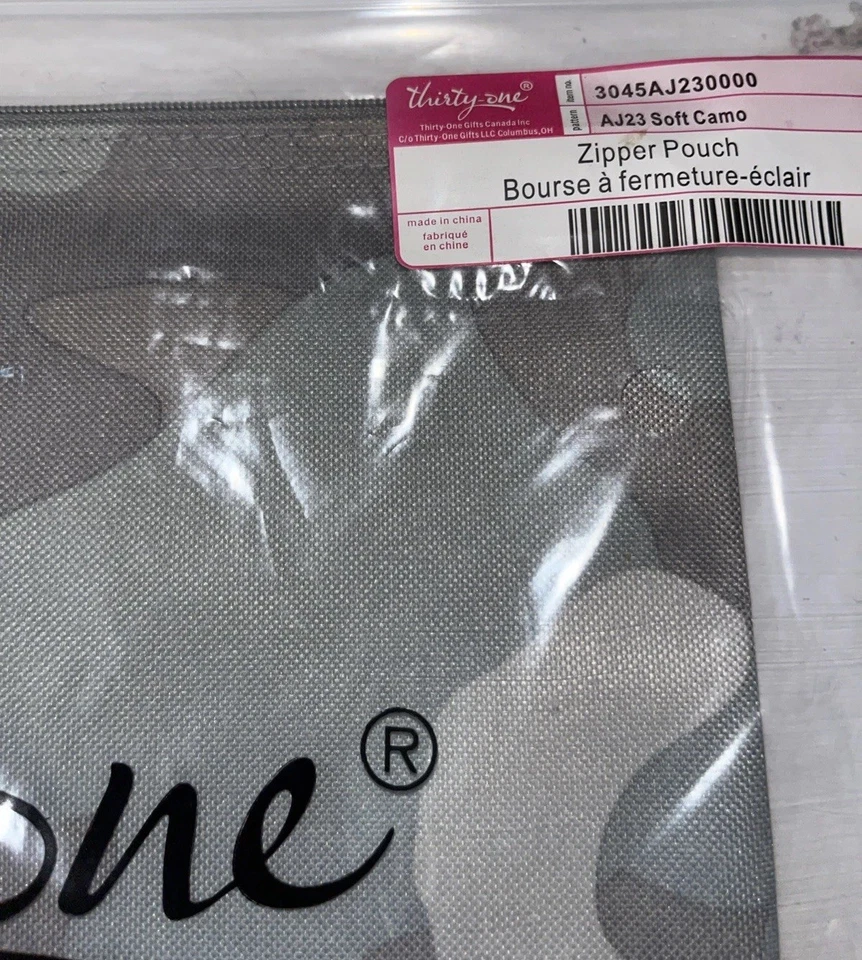 thirty-one®
Thirty-One Gifts Canada Inc
C/o Thirty-One Gifts LLC Columbus,OH
item no.
3045AJ230000
pattern
AJ23 Soft Camo
Zipper Pouch
Bourse à fermeture-éclair
made in china
fabriqué
en chine
one®